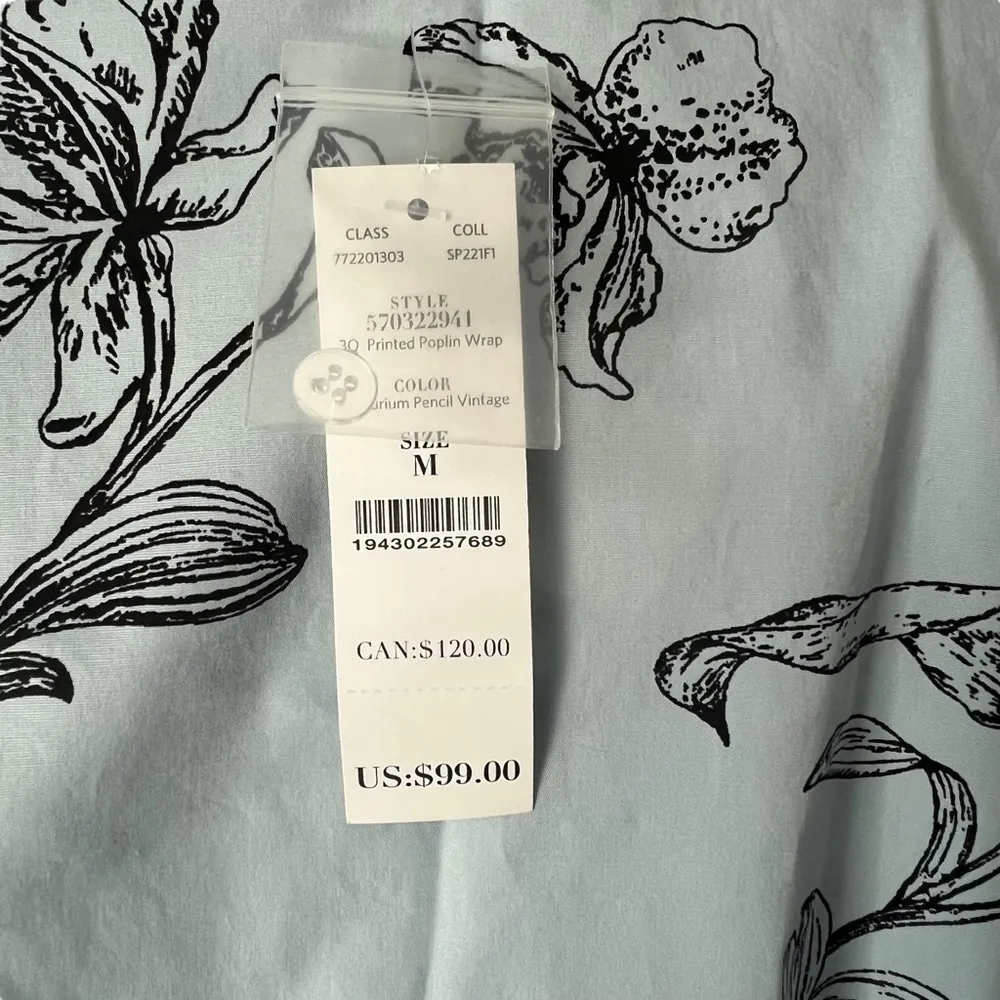 CLASS COLL
772201303 SP221F1
STYLE
570322941
3Q Printed Poplin Wrap
COLOR
Pencil Vintage
SIZE
M
194302257689
CAN:$120.00
US:$99.00